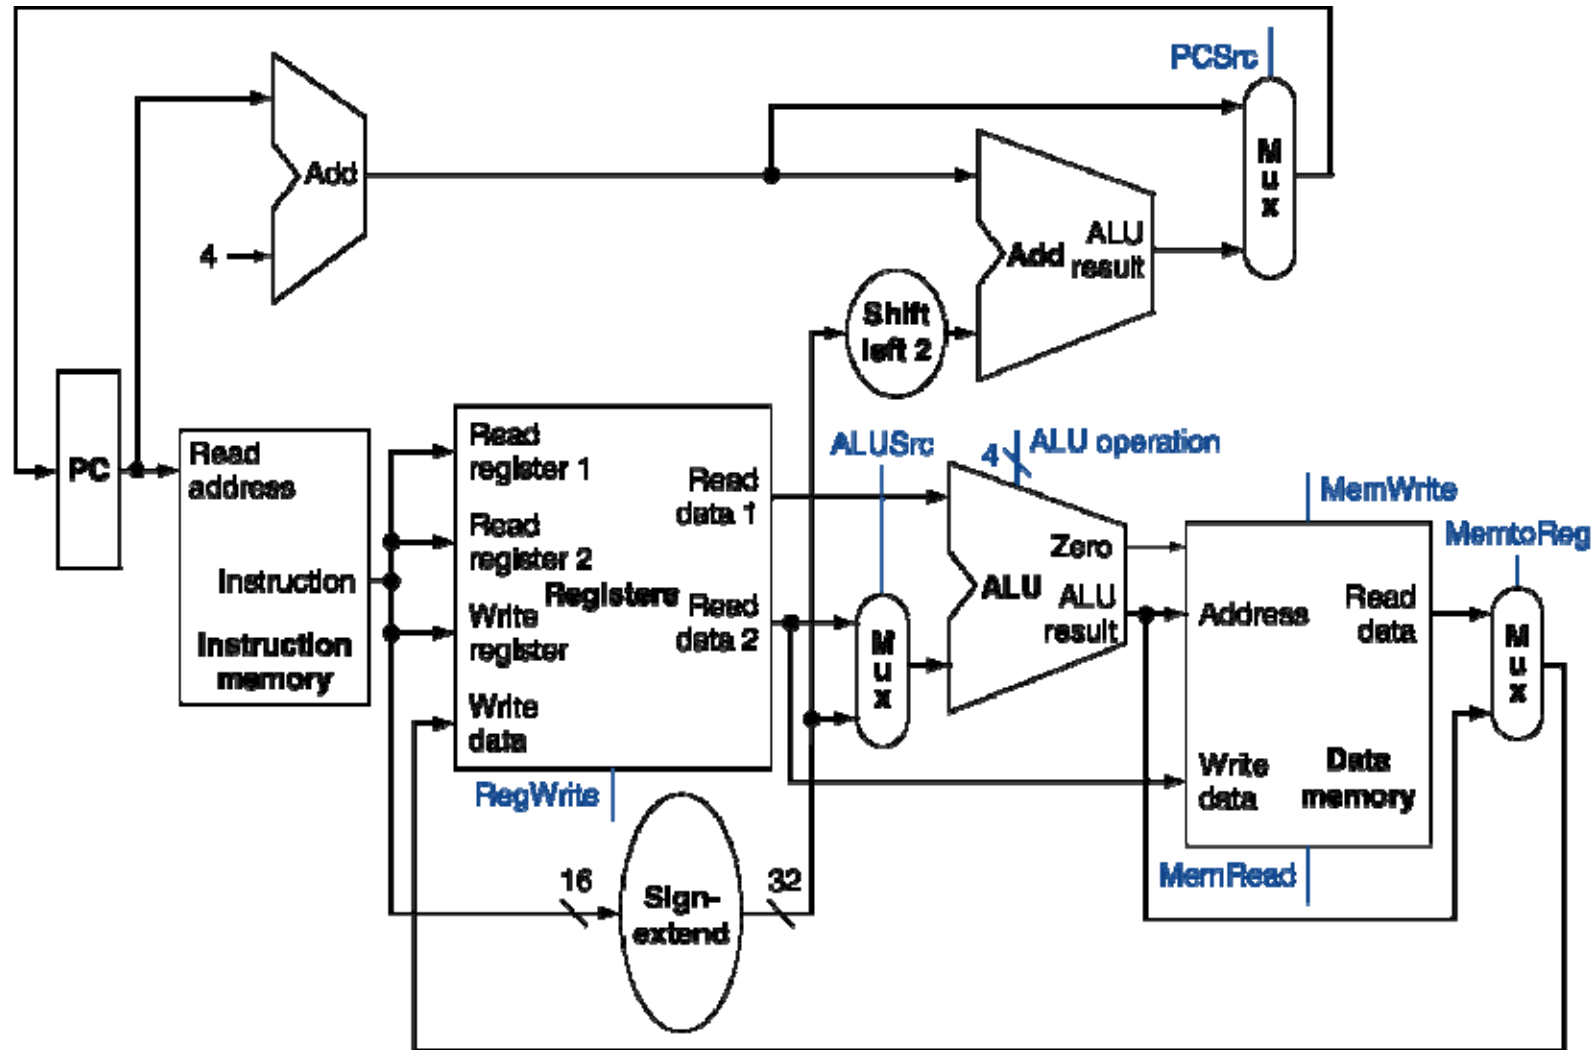 PCSrc
Add
4
M
u
x
Add
ALU
result
Shift
left 2
PC
Read
address
Instruction
Instruction
memory
Read
register 1
Read
register 2
Registers
Write
register
Write
data
Read
data 1
Read
data 2
RegWrite
16
Sign-
extend
32
ALUSrc
M
u
x
4
ALU operation
Zero
ALU
ALU
result
MemWrite
Address
Read
data
Write
data
Data
memory
MemRead
MemtoReg
M
u
x